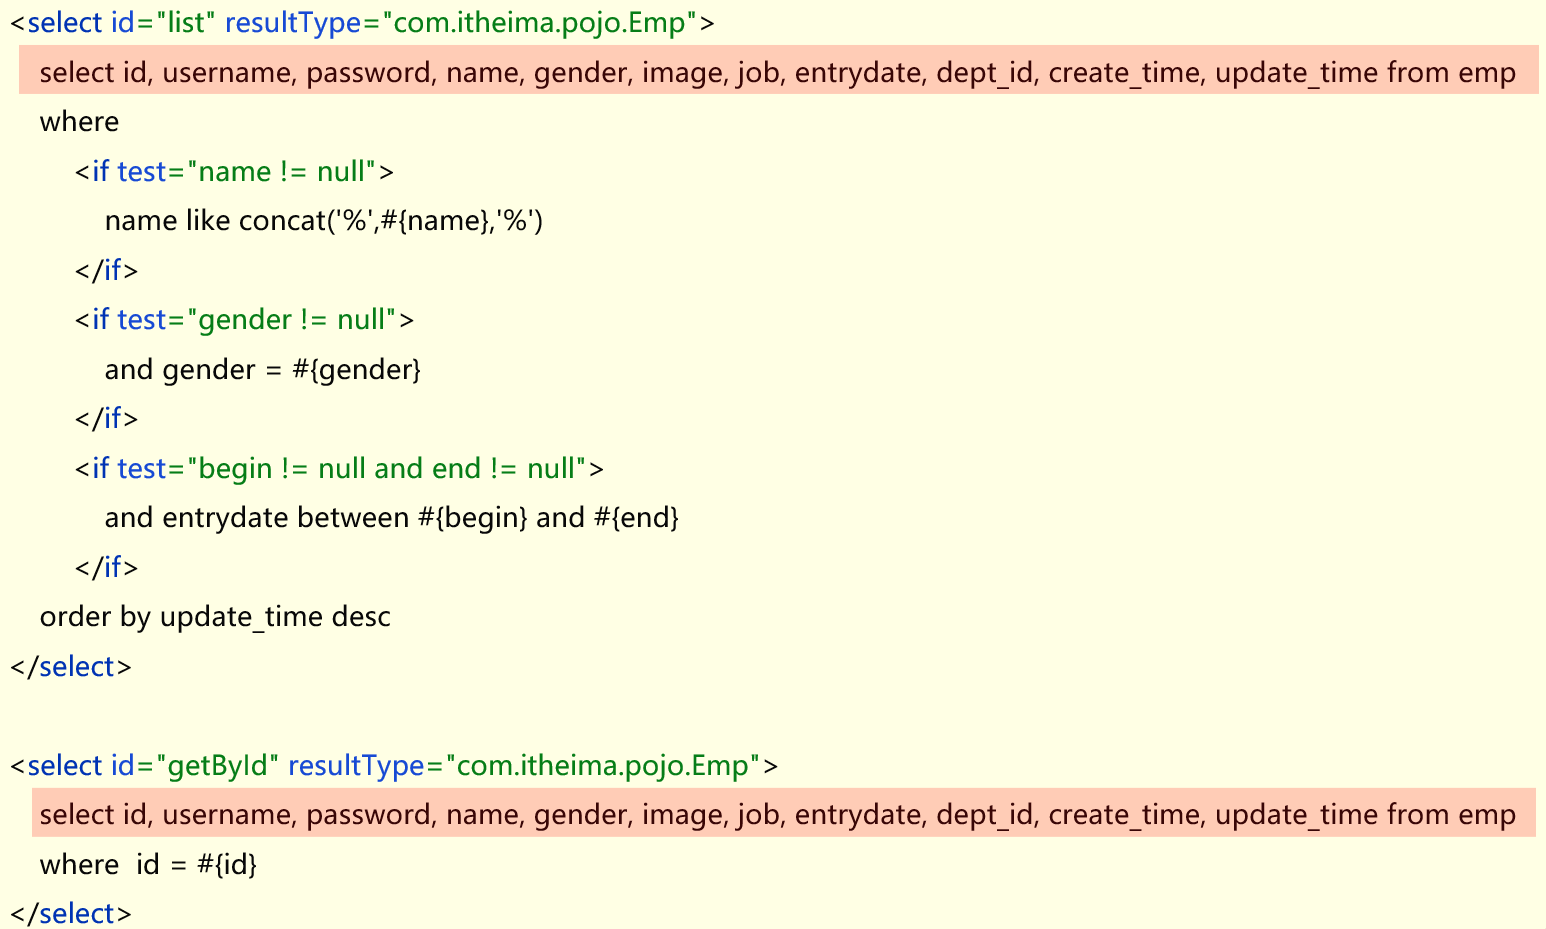 <select id="list" resultType="com.itheima.pojo.Emp">
select id, username, password, name, gender, image, job, entrydate, dept_id, create_time, update_time from emp
where
<if test="name != null">
name like concat('%',#{name},'%')
</if>
<if test="gender != null">
and gender = #{gender}
</if>
<if test="begin != null and end != null">
and entrydate between #{begin} and #{end}
</if>
order by update_time desc
</select>
<select id="getById" resultType="com.itheima.pojo.Emp">
select id, username, password, name, gender, image, job, entrydate, dept_id, create_time, update_time from emp
where  id = #{id}
</select>